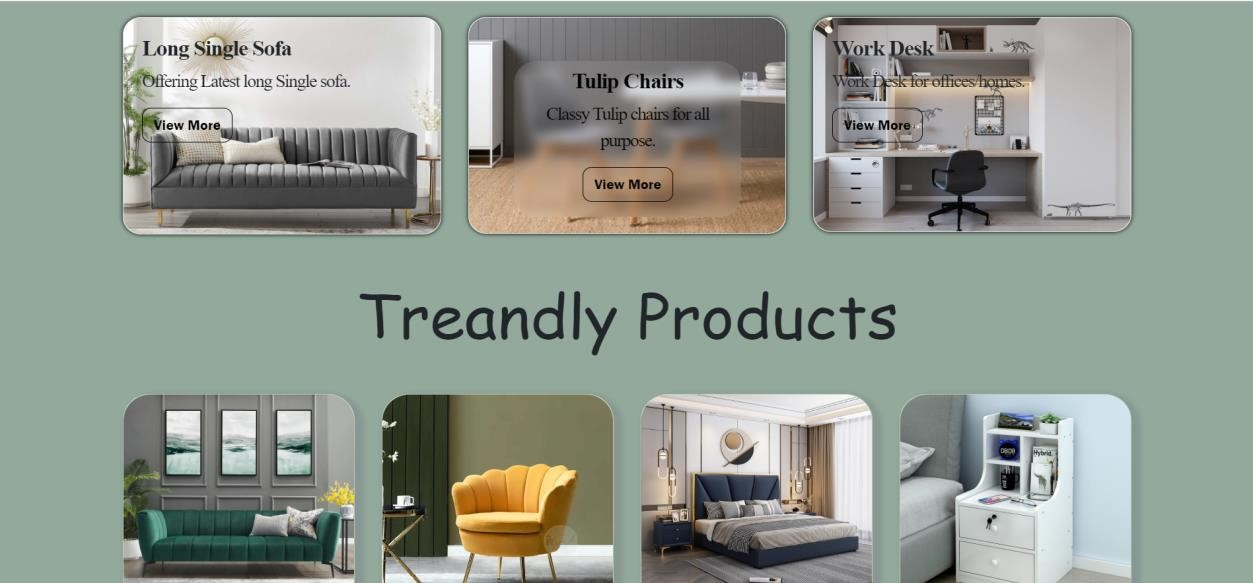 Long Single Sofa
Offering Latest long Single sofa.
View More
Tulip Chairs
Classy Tulip chairs for all
purpose.
View More
Work Desk
Work Desk for offices/homes.
View More
Treandly Products
Hybrid.